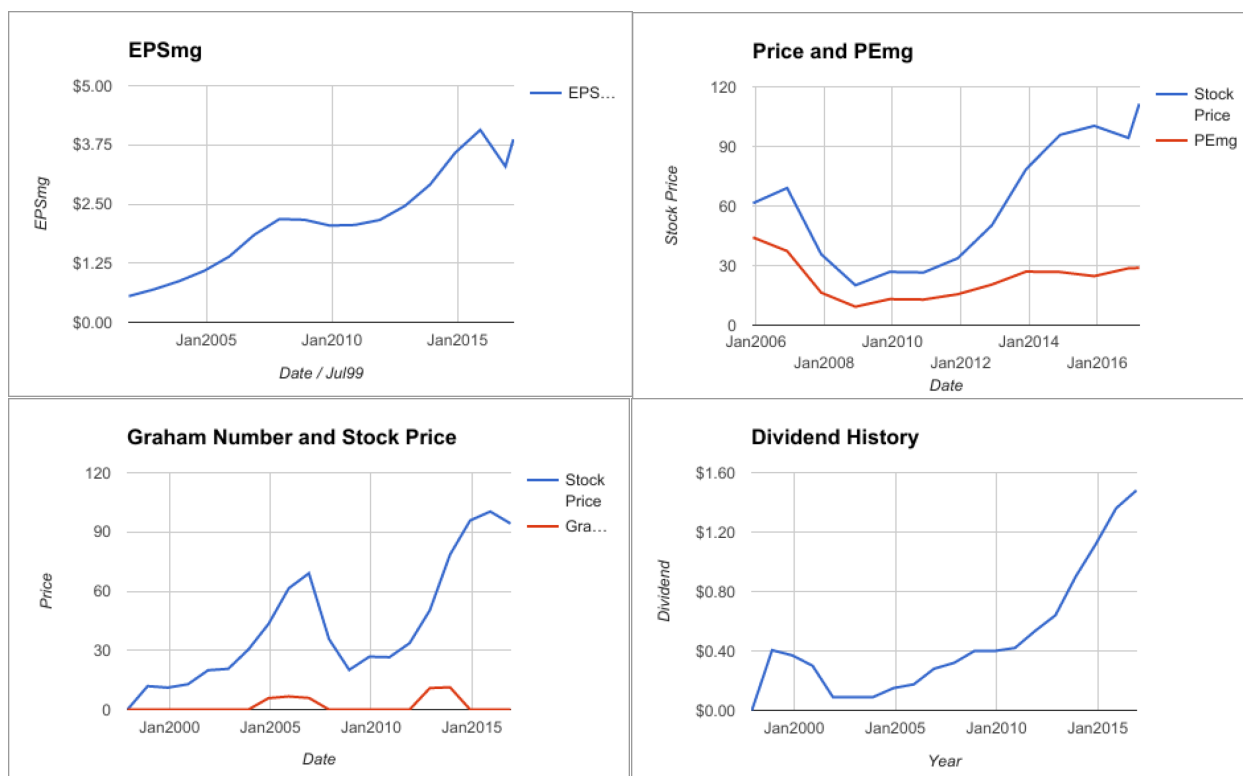 EPSmg
$5.00
$3.75
$2.50
$1.25
$0.00
EPSmg
EPS…
Jan2005
Jan2010
Jan2015
Date / Jul99
Price and PEmg
120
90
60
30
0
Stock Price
Stock
Price
PEmg
Jan2006
Jan2008
Jan2010
Jan2012
Jan2014
Jan2016
Date
Graham Number and Stock Price
120
90
60
30
0
Price
Stock
Price
Gra…
Jan2000
Jan2005
Jan2010
Jan2015
Date
Dividend History
$1.60
$1.20
$0.80
$0.40
$0.00
Dividend
Jan2000
Jan2005
Jan2010
Jan2015
Year